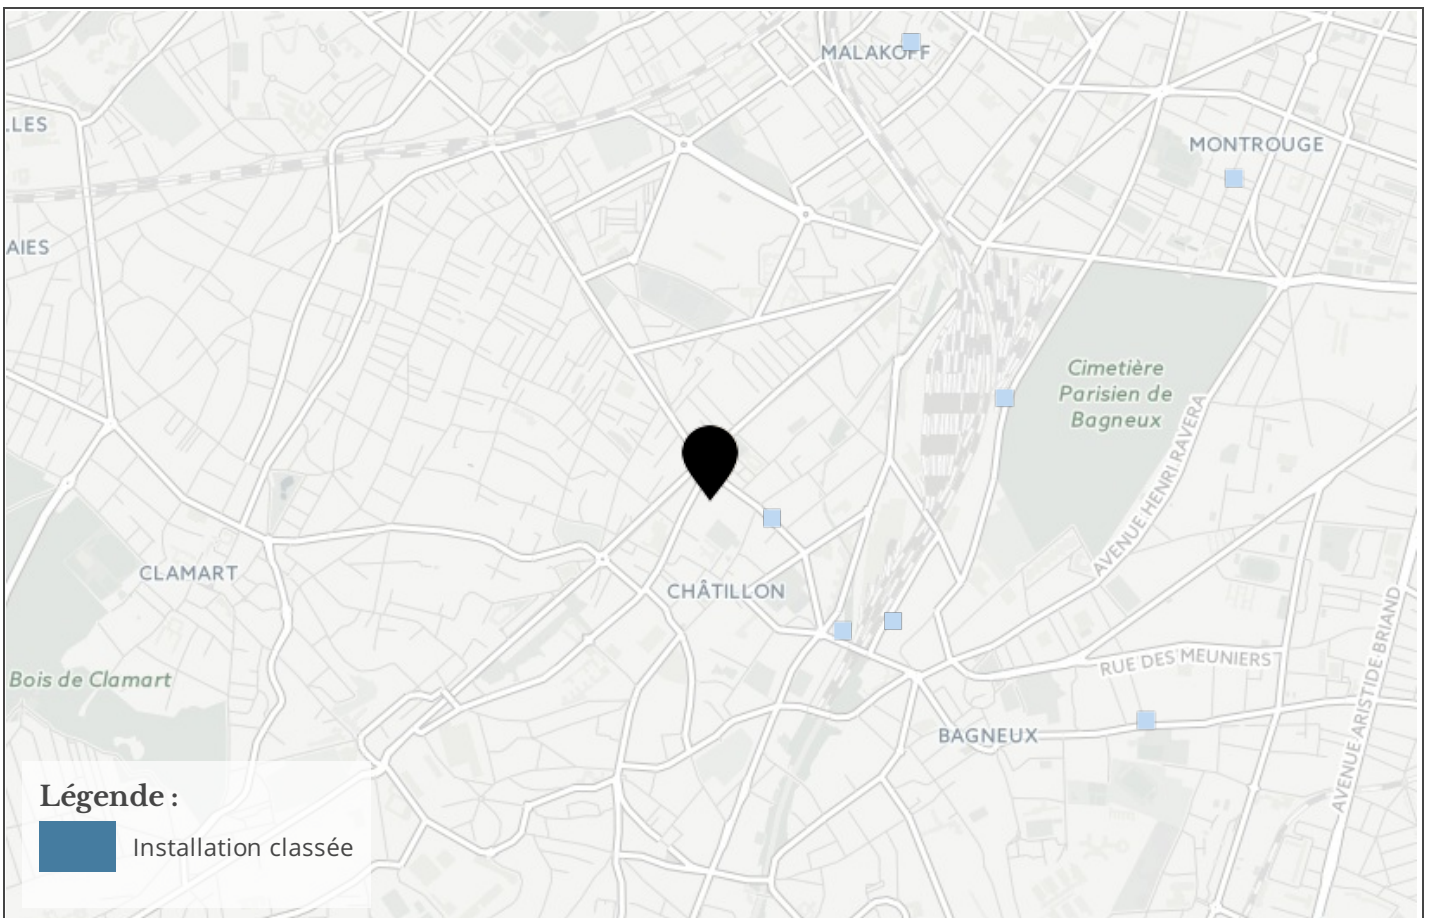 MALAKOFF
LLES
MONTROUGE
AIES
Cimetière
Parisien de
Bagneux
AVENUE HENRI RAVERA
CLAMART
CHÂTILLON
AVENUE ARISTIDE BRIAND
Bois de Clamart
RUE DES MEUNIERS
BAGNEUX
Légende :
Installation classée